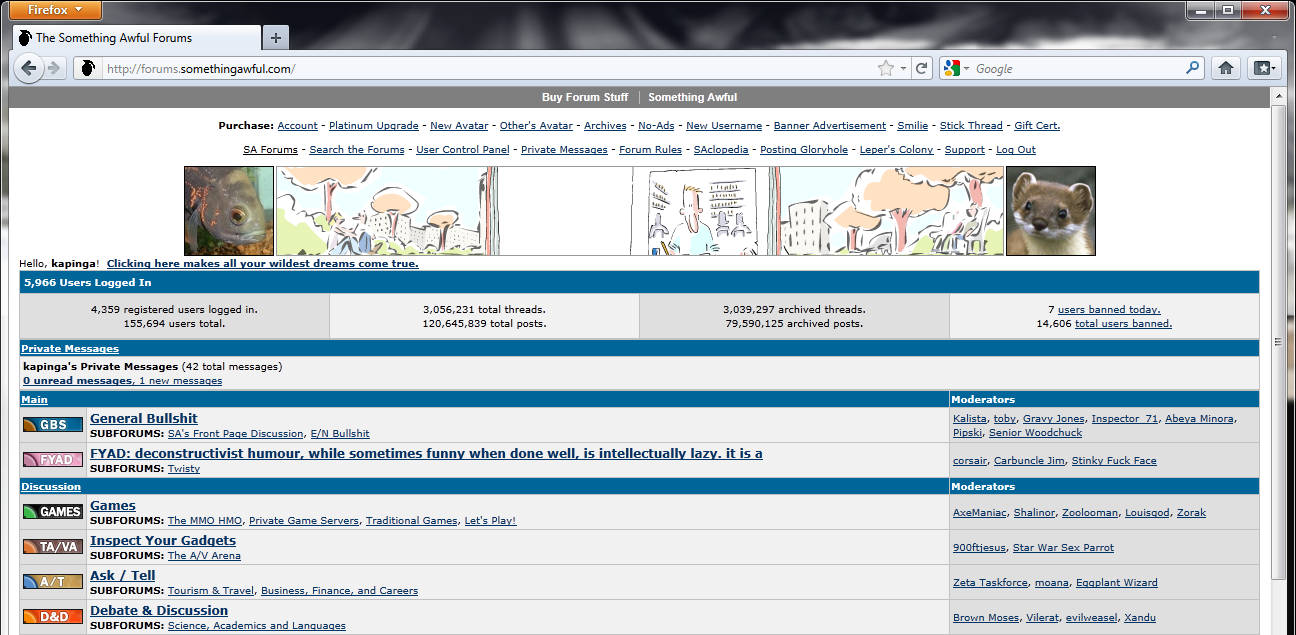 Firefox
The Something Awful Forums
http://forums.somethingawful.com/
Google
Buy Forum Stuff | Something Awful
Purchase: Account - Platinum Upgrade - New Avatar - Other's Avatar - Archives - No-Ads - New Username - Banner Advertisement - Smilie - Stick Thread - Gift Cert.
SA Forums - Search the Forums - User Control Panel - Private Messages - Forum Rules - SAclopedia - Posting Gloryhole - Leper's Colony - Support - Log Out
Hello, kapinga! Clicking here makes all your wildest dreams come true.
5,966 Users Logged In
4,359 registered users logged in.
155,694 users total.
3,056,231 total threads.
120,645,839 total posts.
3,039,297 archived threads.
79,590,125 archived posts.
7 users banned today.
14,606 total users banned.
Private Messages
kapinga's Private Messages (42 total messages)
0 unread messages, 1 new messages
Main
Moderators
GBS
General Bullshit
SUBFORUMS: SA's Front Page Discussion, E/N Bullshit
Kalista, toby, Gravy Jones, Inspector_71, Abeya Minora,
Pipski, Senior Woodchuck
FYAD
FYAD: deconstructivist humour, while sometimes funny when done well, is intellectually lazy. it is a
SUBFORUMS: Twisty
corsair, Carbuncle Jim, Stinky Fuck Face
Discussion
Moderators
GAMES
Games
SUBFORUMS: The MMO HMO, Private Game Servers, Traditional Games, Let's Play!
AxeManiac, Shalinor, Zoolooman, Louisgod, Zorak
TA/VA
Inspect Your Gadgets
SUBFORUMS: The A/V Arena
900ftjesus, Star War Sex Parrot
A/T
Ask / Tell
SUBFORUMS: Tourism & Travel, Business, Finance, and Careers
Zeta Taskforce, moana, Eggplant Wizard
D&D
Debate & Discussion
SUBFORUMS: Science, Academics and Languages
Brown Moses, Vilerat, evilweasel, Xandu